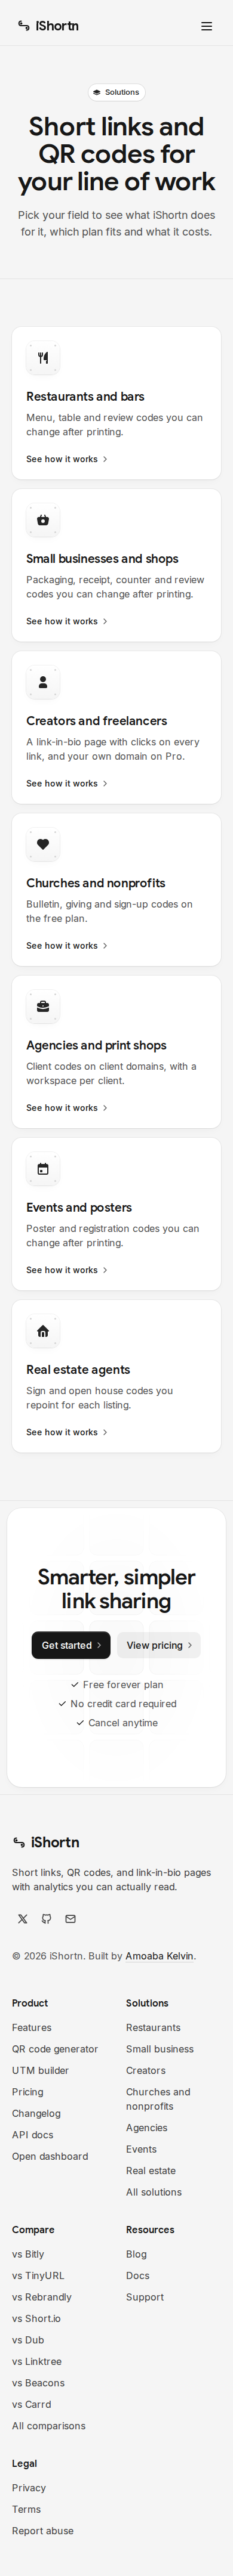 iShortn
Solutions
Short links and
QR codes for
your line of work
Pick your field to see what iShortn does
for it, which plan fits and what it costs.
Restaurants and bars
Menu, table and review codes you can
change after printing.
See how it works
Small businesses and shops
Packaging, receipt, counter and review
codes you can change after printing.
See how it works
Creators and freelancers
A link-in-bio page with clicks on every
link, and your own domain on Pro.
See how it works
Churches and nonprofits
Bulletin, giving and sign-up codes on
the free plan.
See how it works
Agencies and print shops
Client codes on client domains, with a
workspace per client.
See how it works
Events and posters
Poster and registration codes you can
change after printing.
See how it works
Real estate agents
Sign and open house codes you
repoint for each listing.
See how it works
Smarter, simpler
link sharing
Get started
View pricing
Free forever plan
No credit card required
Cancel anytime
iShortn
Short links, QR codes, and link-in-bio pages
with analytics you can actually read.
© 2026 iShortn. Built by Amoaba Kelvin.
Product
Features
QR code generator
UTM builder
Pricing
Changelog
API docs
Open dashboard
Solutions
Restaurants
Small business
Creators
Churches and
nonprofits
Agencies
Events
Real estate
All solutions
Compare
vs Bitly
vs TinyURL
vs Rebrandly
vs Short.io
vs Dub
vs Linktree
vs Beacons
vs Carrd
All comparisons
Resources
Blog
Docs
Support
Legal
Privacy
Terms
Report abuse